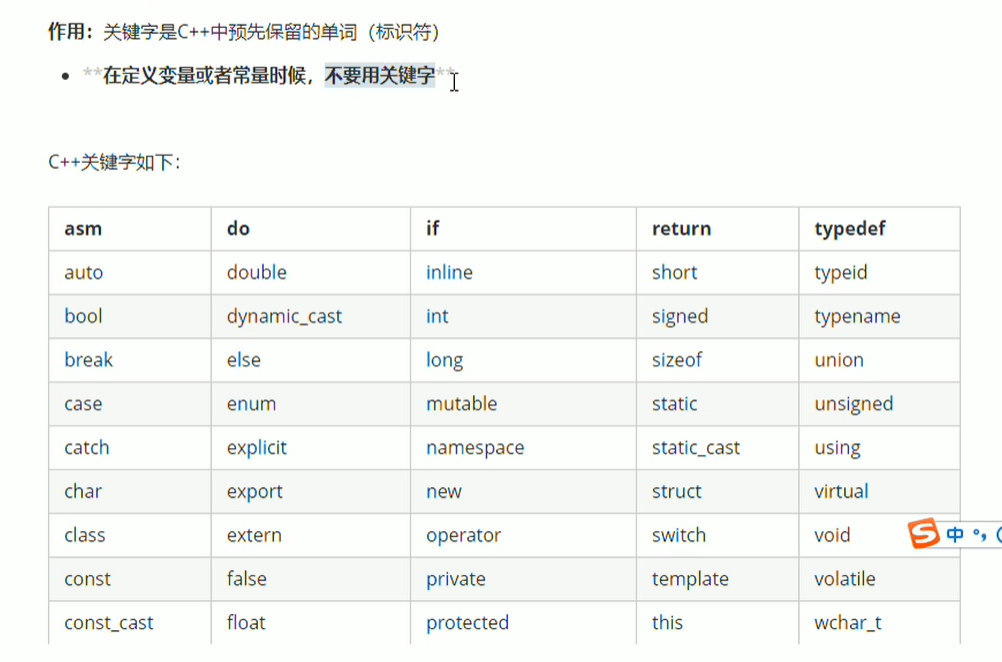 作用：关键字是C++中预先保留的单词（标识符）
**在定义变量或者常量时候，不要用关键字**
C++关键字如下：
asm do if return typedef
auto double inline short typeid
bool dynamic_cast int signed typename
break else long sizeof union
case enum mutable static unsigned
catch explicit namespace static_cast using
char export new struct virtual
class extern operator switch void
中
const false private template volatile
const_cast float protected this wchar_t